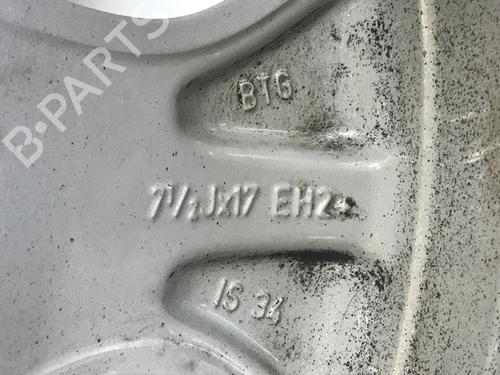 B-PARTS
BTG
7½Jx17 EH2+
IS 34